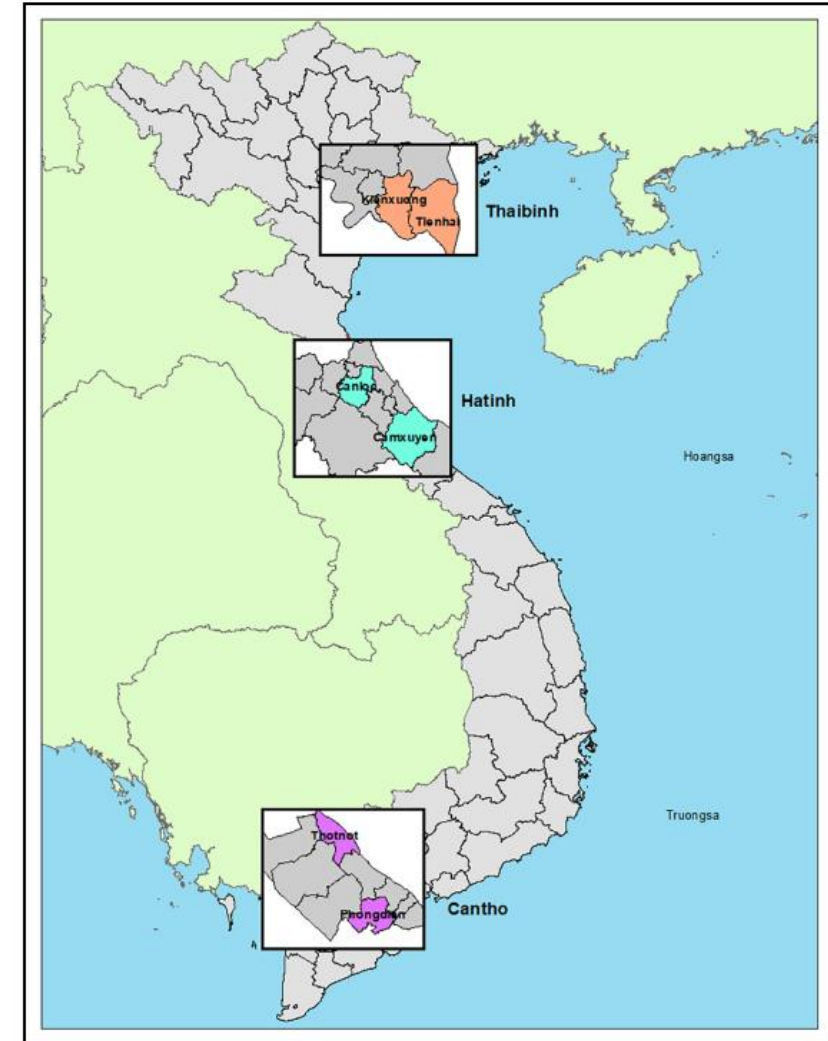 Kienxuong
Thaibinh
Tienhai
Hatinh
Canloc
Camxuyen
Hoangsa
Truongsa
Thotnot
Cantho
Phongdien